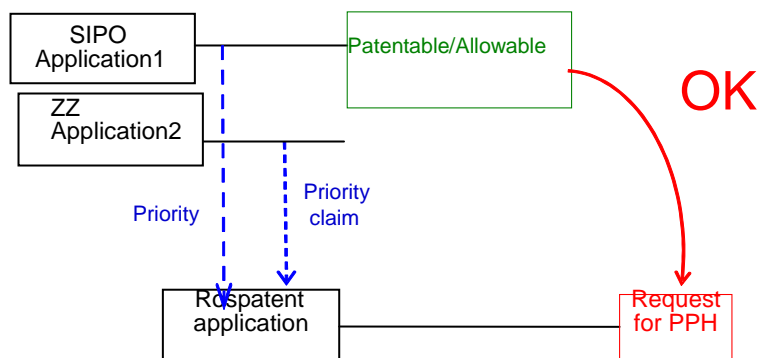 SIPO
Application1
Patentable/Allowable
OK
ZZ
Application2
Priority
Priority
claim
Rospatent
application
Request
for PPH